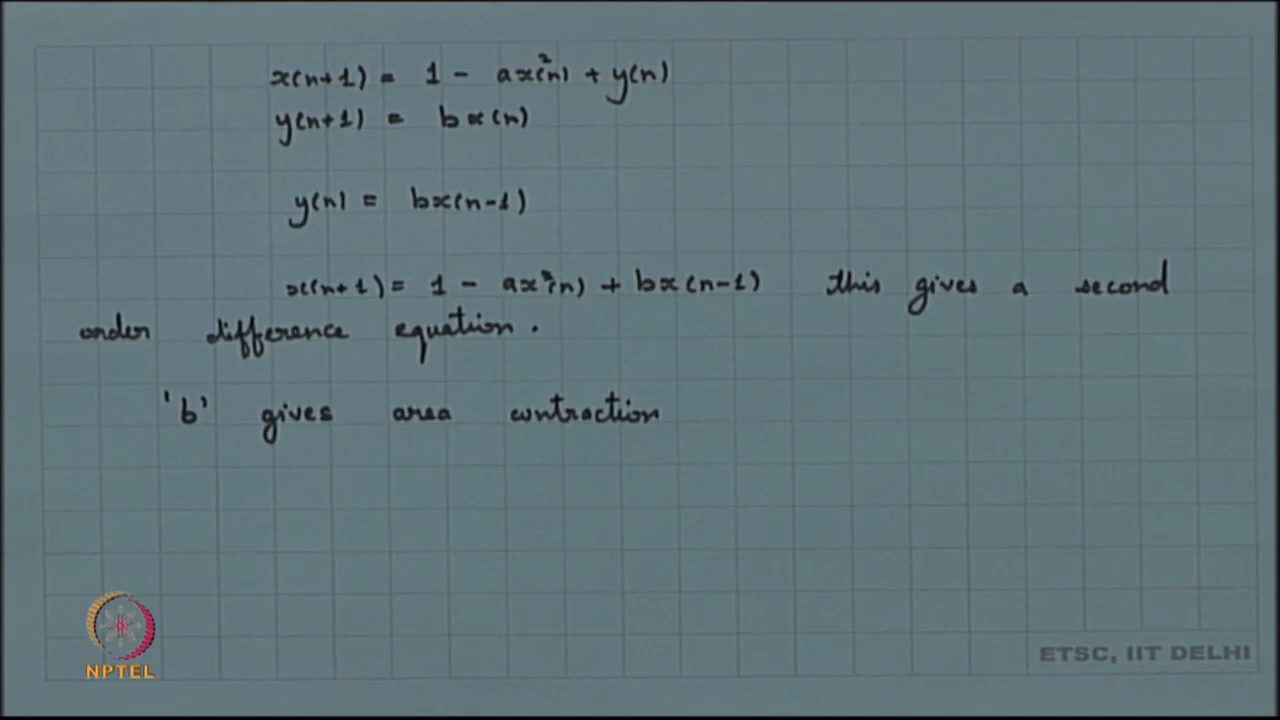 x(n+1) = 1 - ax²(n) + y(n)
y(n+1) = bx(n)
y(n) = bx(n-1)
x(n+1) = 1 - ax²(n) + bx(n-1) this gives a second
order difference equation.
'b' gives area contraction
NPTEL
ETSC, IIT DELHI